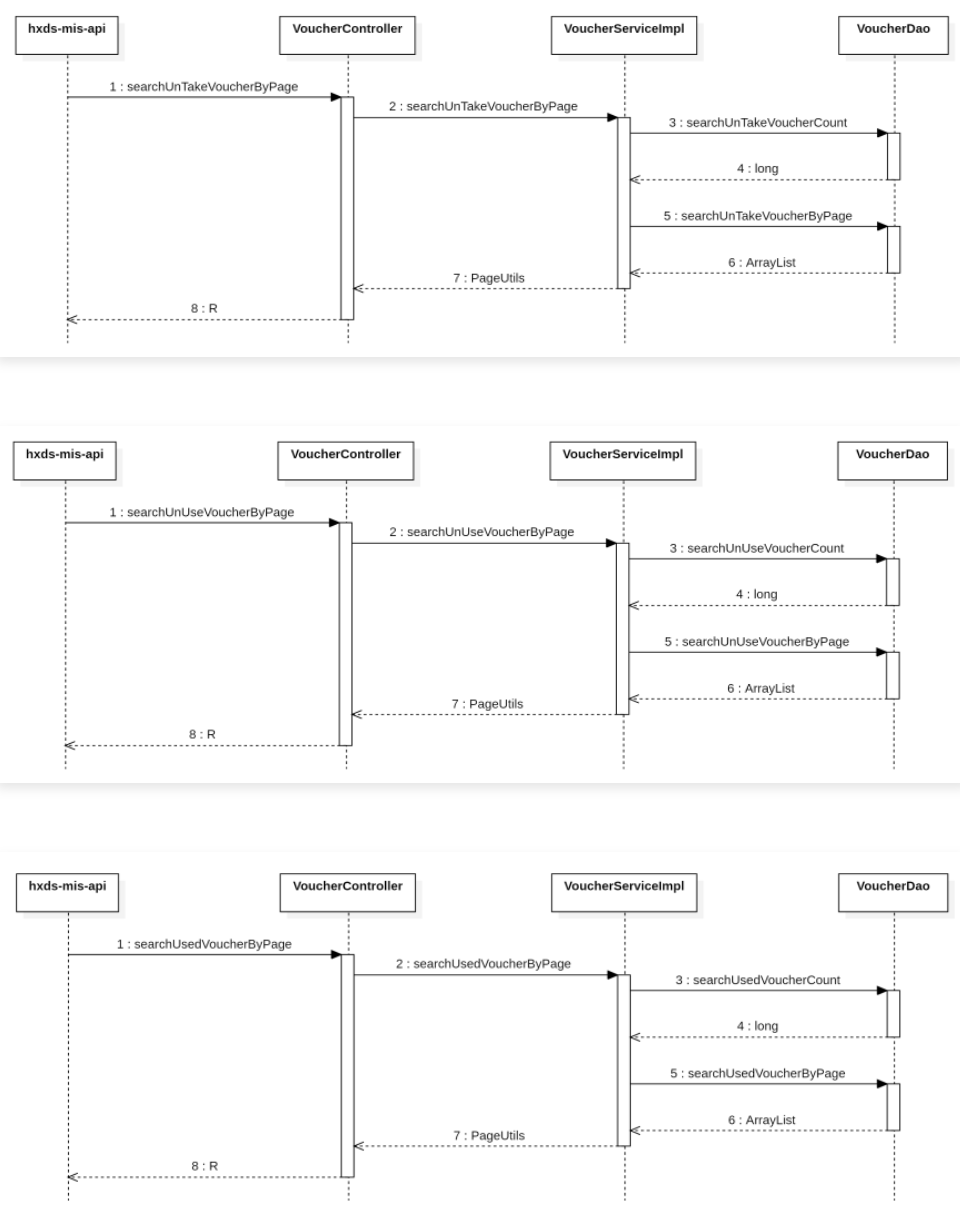 hxds-mis-api VoucherController VoucherServiceImpl VoucherDao
1 : searchUnTakeVoucherByPage
2 : searchUnTakeVoucherByPage
3 : searchUnTakeVoucherCount
4 : long
5 : searchUnTakeVoucherByPage
6 : ArrayList
7 : PageUtils
8 : R
hxds-mis-api VoucherController VoucherServiceImpl VoucherDao
1 : searchUnUseVoucherByPage
2 : searchUnUseVoucherByPage
3 : searchUnUseVoucherCount
4 : long
5 : searchUnUseVoucherByPage
6 : ArrayList
7 : PageUtils
8 : R
hxds-mis-api VoucherController VoucherServiceImpl VoucherDao
1 : searchUsedVoucherByPage
2 : searchUsedVoucherByPage
3 : searchUsedVoucherCount
4 : long
5 : searchUsedVoucherByPage
6 : ArrayList
7 : PageUtils
8 : R